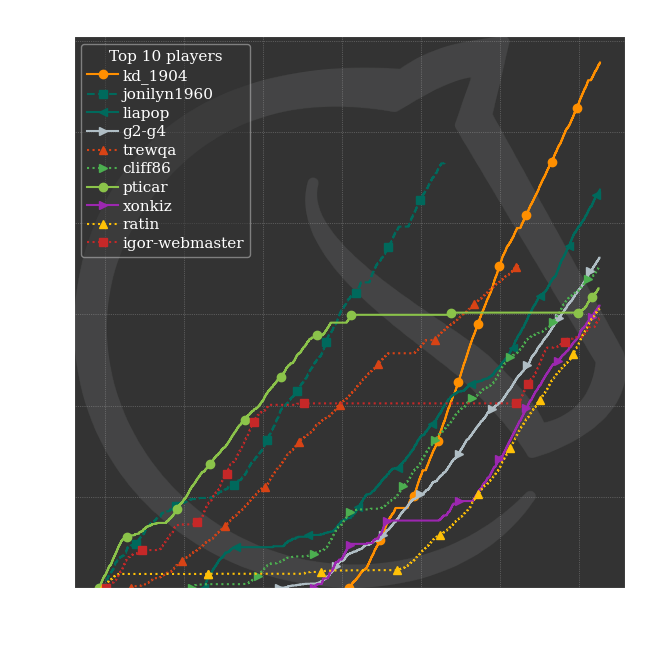 Top 10 players
kd_1904
jonilyn1960
liapop
g2-g4
trewqa
cliff86
pticar
xonkiz
ratin
igor-webmaster